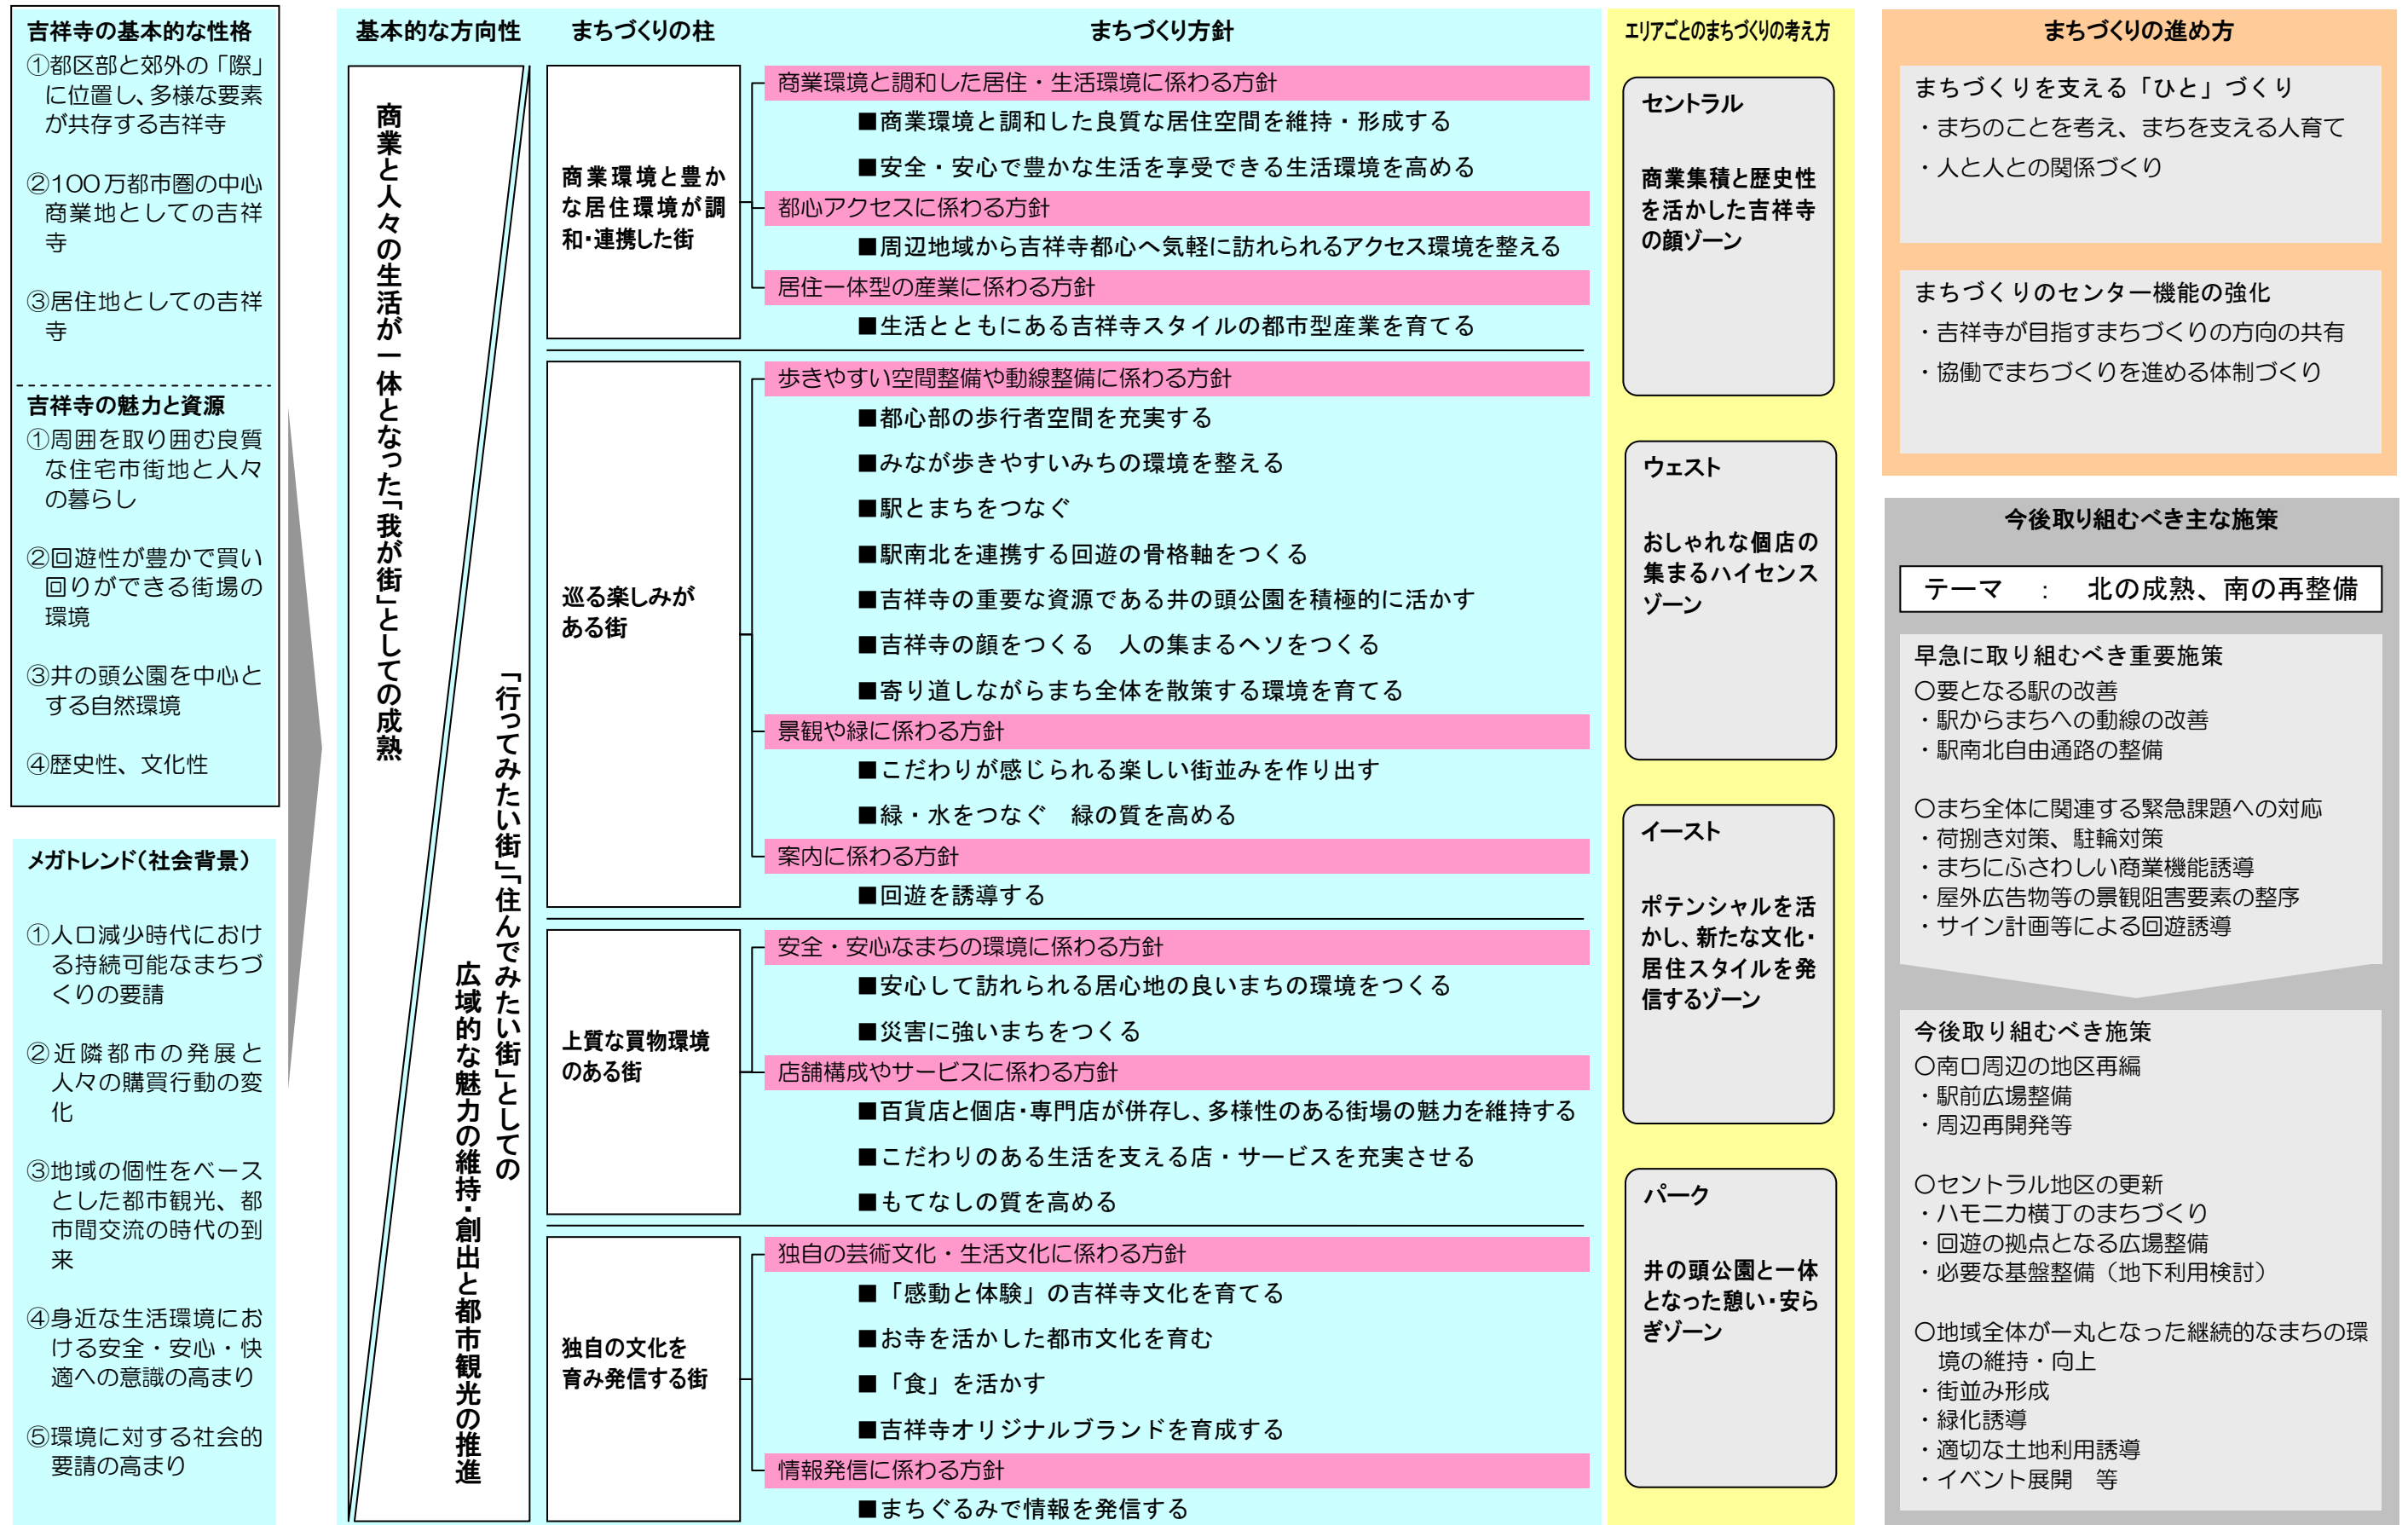 吉祥寺の基本的な性格
①都区部と郊外の「際」
に位置し、多様な要素
が共存する吉祥寺
②100万都市圏の中心
商業地としての吉祥
寺
③居住地としての吉祥
寺
吉祥寺の魅力と資源
①周囲を取り囲む良質
な住宅市街地と人々
の暮らし
②回遊性が豊かで買い
回りができる街場の
環境
③井の頭公園を中心と
する自然環境
④歴史性、文化性
メガトレンド(社会背景)
①人口減少時代におけ
る持続可能なまちづ
くりの要請
②近隣都市の発展と
人々の購買行動の変
化
③地域の個性をベース
とした都市観光、都
市間交流の時代の到
来
④身近な生活環境にお
ける安全・安心・快
適への意識の高まり
⑤環境に対する社会的
要請の高まり
基本的な方向性
商業と人々の生活が一体となった「我が街」としての成熟
「行ってみたい街」「住んでみたい街」としての
広域的な魅力の維持・創出と都市観光の推進
まちづくりの柱
まちづくり方針
商業環境と豊か
な居住環境が調
和・連携した街
商業環境と調和した居住・生活環境に係わる方針
■商業環境と調和した良質な居住空間を維持・形成する
■安全・安心で豊かな生活を享受できる生活環境を高める
都心アクセスに係わる方針
■周辺地域から吉祥寺都心へ気軽に訪れられるアクセス環境を整える
居住一体型の産業に係わる方針
■生活とともにある吉祥寺スタイルの都市型産業を育てる
巡る楽しみが
ある街
歩きやすい空間整備や動線整備に係わる方針
■都心部の歩行者空間を充実する
■みなが歩きやすいみちの環境を整える
■駅とまちをつなぐ
■駅南北を連携する回遊の骨格軸をつくる
■吉祥寺の重要な資源である井の頭公園を積極的に活かす
■吉祥寺の顔をつくる　人の集まるヘソをつくる
■寄り道しながらまち全体を散策する環境を育てる
景観や緑に係わる方針
■こだわりが感じられる楽しい街並みを作り出す
■緑・水をつなぐ　緑の質を高める
案内に係わる方針
■回遊を誘導する
上質な買物環境
のある街
安全・安心なまちの環境に係わる方針
■安心して訪れられる居心地の良いまちの環境をつくる
■災害に強いまちをつくる
店舗構成やサービスに係わる方針
■百貨店と個店・専門店が併存し、多様性のある街場の魅力を維持する
■こだわりのある生活を支える店・サービスを充実させる
■もてなしの質を高める
独自の文化を
育み発信する街
独自の芸術文化・生活文化に係わる方針
■「感動と体験」の吉祥寺文化を育てる
■お寺を活かした都市文化を育む
■「食」を活かす
■吉祥寺オリジナルブランドを育成する
情報発信に係わる方針
■まちぐるみで情報を発信する
エリアごとのまちづくりの考え方
セントラル
商業集積と歴史性
を活かした吉祥寺
の顔ゾーン
ウェスト
おしゃれな個店の
集まるハイセンス
ゾーン
イースト
ポテンシャルを活
かし、新たな文化・
居住スタイルを発
信するゾーン
パーク
井の頭公園と一体
となった憩い・安ら
ぎゾーン
まちづくりの進め方
まちづくりを支える「ひと」づくり
・まちのことを考え、まちを支える人育て
・人と人との関係づくり
まちづくりのセンター機能の強化
・吉祥寺が目指すまちづくりの方向の共有
・協働でまちづくりを進める体制づくり
今後取り組むべき主な施策
テーマ　：　北の成熟、南の再整備
早急に取り組むべき重要施策
○要となる駅の改善
・駅からまちへの動線の改善
・駅南北自由通路の整備
○まち全体に関連する緊急課題への対応
・荷捌き対策、駐輪対策
・まちにふさわしい商業機能誘導
・屋外広告物等の景観阻害要素の整序
・サイン計画等による回遊誘導
今後取り組むべき施策
○南口周辺の地区再編
・駅前広場整備
・周辺再開発等
○セントラル地区の更新
・ハモニカ横丁のまちづくり
・回遊の拠点となる広場整備
・必要な基盤整備（地下利用検討）
○地域全体が一丸となった継続的なまちの環
境の維持・向上
・街並み形成
・緑化誘導
・適切な土地利用誘導
・イベント展開　等